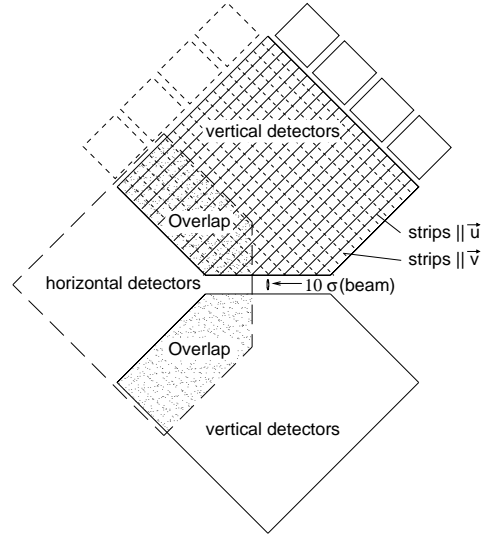 vertical detectors
Overlap
strips || u⃗
strips || v⃗
horizontal detectors
10 σ(beam)
Overlap
vertical detectors